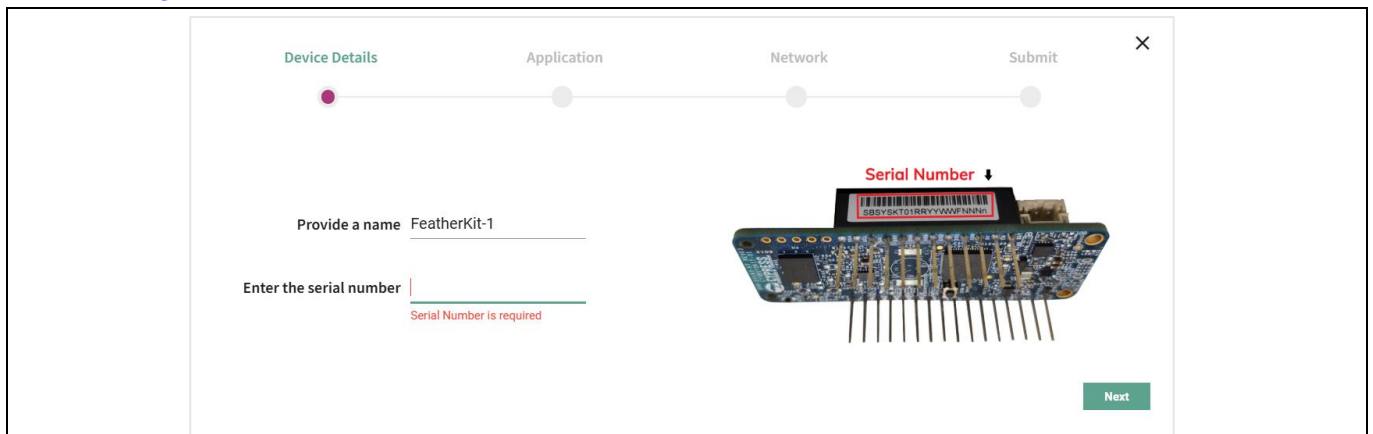 Device Details
Application
Network
Submit
Serial Number
SBSYSKT01RRYYWWFNNNn
CYPRESS
Provide a name FeatherKit-1
Enter the serial number
Serial Number is required
Next